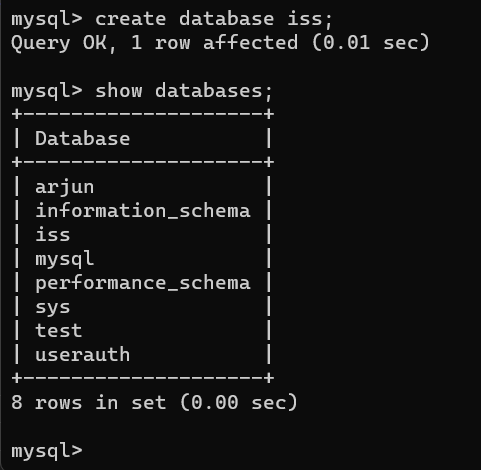 mysql> create database iss;
Query OK, 1 row affected (0.01 sec)
mysql> show databases;
+--------------------+
| Database           |
+--------------------+
| arjun              |
| information_schema |
| iss                |
| mysql              |
| performance_schema |
| sys                |
| test               |
| userauth           |
+--------------------+
8 rows in set (0.00 sec)
mysql>